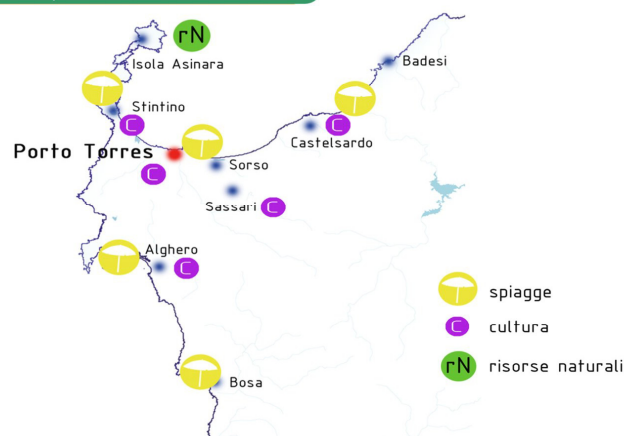 rN
Isola Asinara
Badesi
Stintino
C
C
Castelsardo
Porto Torres
Sorso
C
Sassari
C
Alghero
C
spiagge
C
cultura
rN
risorse naturali
Bosa